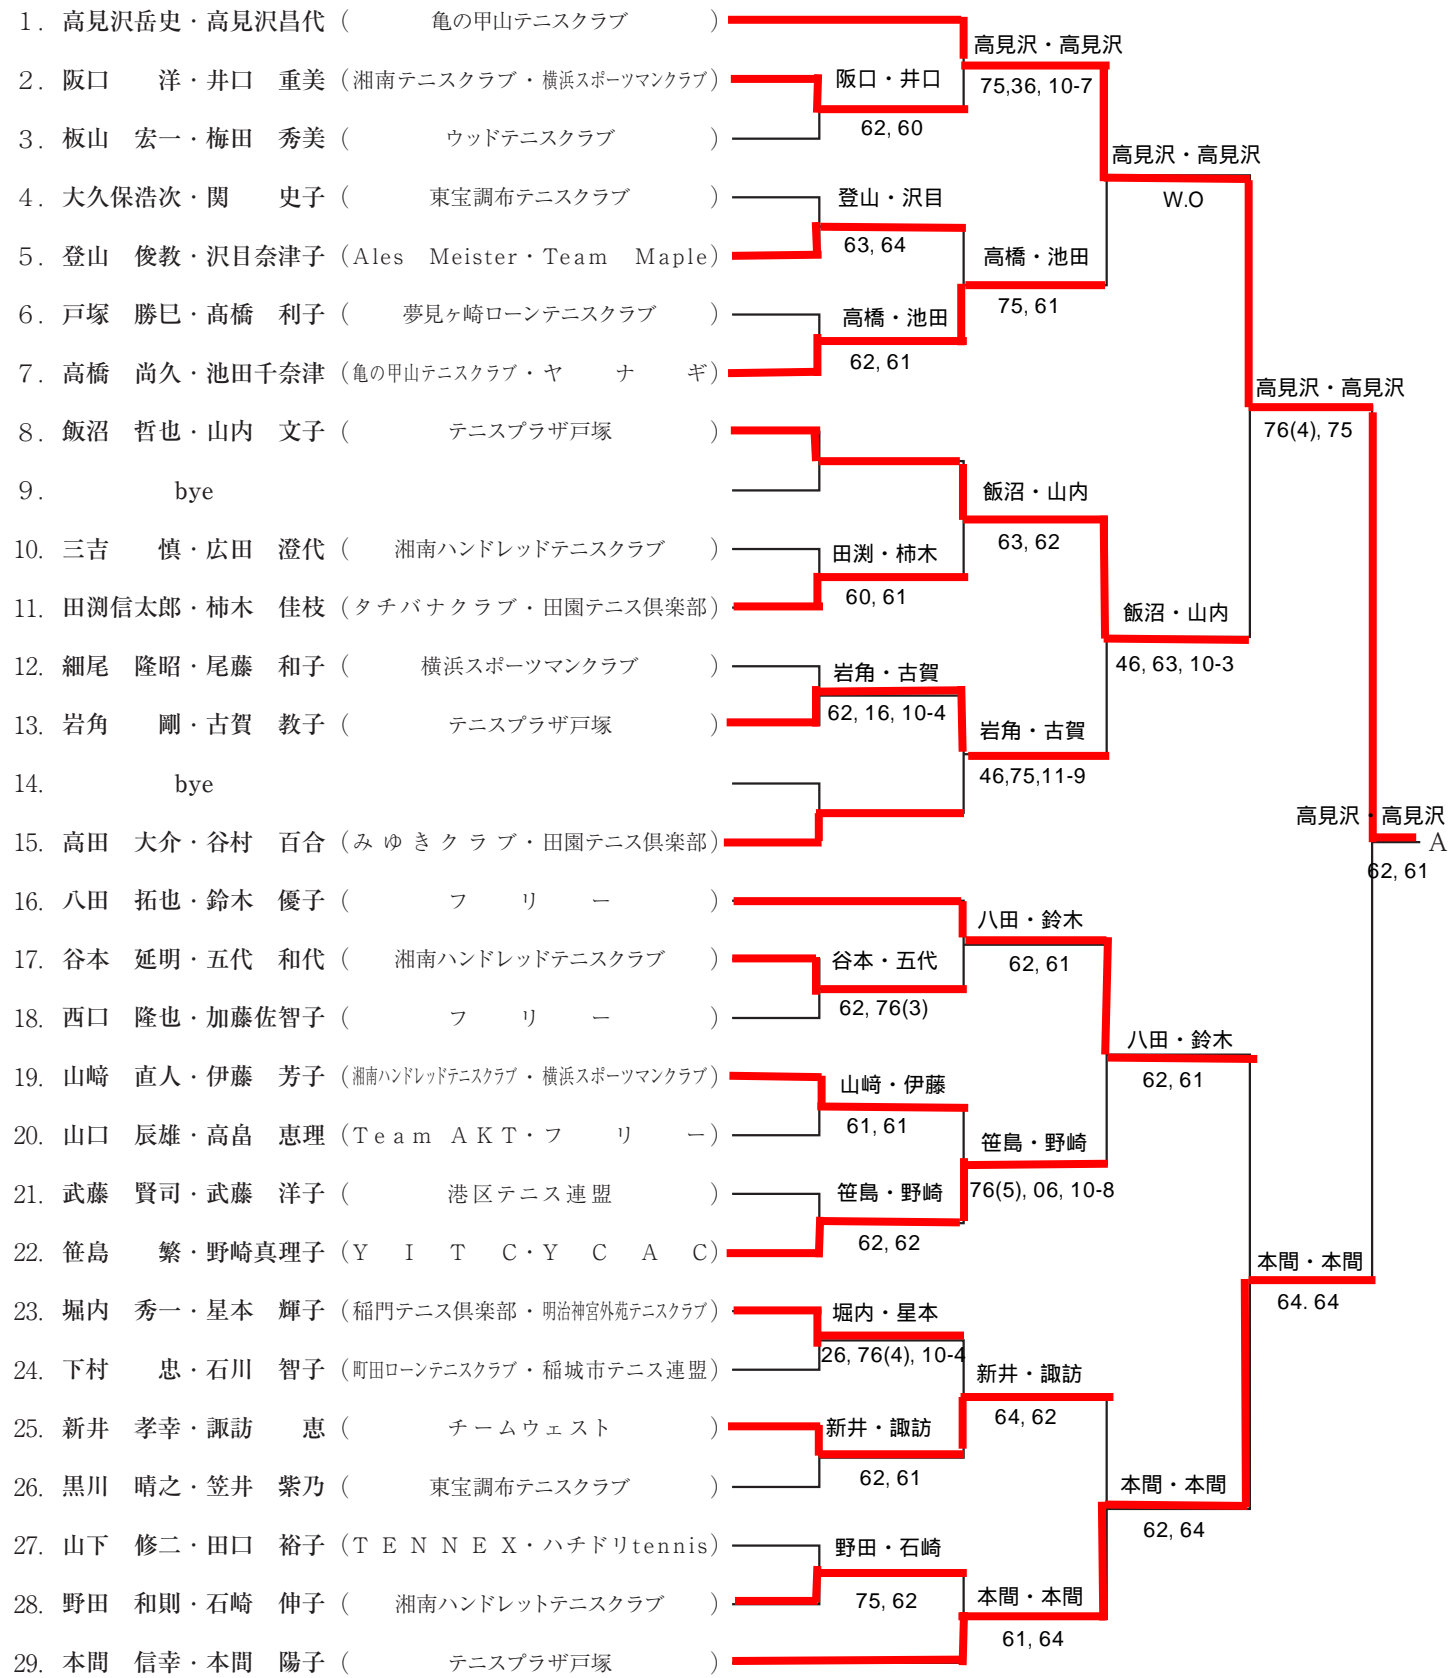 1. 高見沢岳史・高見沢昌代 ( 亀の甲山テニスクラブ )
2. 阪口 洋・井口 重美 (湘南テニスクラブ・横浜スポーツマンクラブ)
3. 板山 宏一・梅田 秀美 ( ウッドテニスクラブ )
4. 大久保浩次・関 史子 ( 東宝調布テニスクラブ )
5. 登山 俊教・沢目奈津子 (Ales Meister・Team Maple)
6. 戸塚 勝巳・髙橋 利子 ( 夢見ヶ崎ローンテニスクラブ )
7. 高橋 尚久・池田千奈津 (亀の甲山テニスクラブ・ヤ ナ ギ)
8. 飯沼 哲也・山内 文子 ( テニスプラザ戸塚 )
9. bye
10. 三吉 慎・広田 澄代 ( 湘南ハンドレッドテニスクラブ )
11. 田渕信太郎・柿木 佳枝 (タチバナクラブ・田園テニス倶楽部)
12. 細尾 隆昭・尾藤 和子 ( 横浜スポーツマンクラブ )
13. 岩角 剛・古賀 教子 ( テニスプラザ戸塚 )
14. bye
15. 高田 大介・谷村 百合 (みゆきクラブ・田園テニス倶楽部)
16. 八田 拓也・鈴木 優子 ( フ リ ー )
17. 谷本 延明・五代 和代 ( 湘南ハンドレッドテニスクラブ )
18. 西口 隆也・加藤佐智子 ( フ リ ー )
19. 山﨑 直人・伊藤 芳子 (湘南ハンドレッドテニスクラブ・横浜スポーツマンクラブ)
20. 山口 辰雄・高畠 恵理 (Team AKT・フ リ ー)
21. 武藤 賢司・武藤 洋子 ( 港区テニス連盟 )
22. 笹島 繁・野崎真理子 (Y I T C・Y C A C)
23. 堀内 秀一・星本 輝子 (稲門テニス倶楽部・明治神宮外苑テニスクラブ)
24. 下村 忠・石川 智子 (町田ローンテニスクラブ・稲城市テニス連盟)
25. 新井 孝幸・諏訪 恵 ( チームウェスト )
26. 黒川 晴之・笠井 紫乃 ( 東宝調布テニスクラブ )
27. 山下 修二・田口 裕子 (T E N N E X・ハチドリtennis)
28. 野田 和則・石崎 伸子 ( 湘南ハンドレットテニスクラブ )
29. 本間 信幸・本間 陽子 ( テニスプラザ戸塚 )
阪口・井口
62, 60
登山・沢目
63, 64
高橋・池田
62, 61
田渕・柿木
60, 61
岩角・古賀
62, 16, 10-4
谷本・五代
62, 76(3)
山﨑・伊藤
61, 61
笹島・野崎
62, 62
堀内・星本
26, 76(4), 10-4
新井・諏訪
62, 61
野田・石崎
75, 62
高見沢・高見沢
75,36, 10-7
高橋・池田
75, 61
飯沼・山内
63, 62
岩角・古賀
46,75,11-9
八田・鈴木
62, 61
笹島・野崎
76(5), 06, 10-8
新井・諏訪
64, 62
本間・本間
61, 64
高見沢・高見沢
W.O
飯沼・山内
46, 63, 10-3
八田・鈴木
62, 61
本間・本間
62, 64
高見沢・高見沢
76(4), 75
本間・本間
64. 64
高見沢・高見沢
62, 61
A